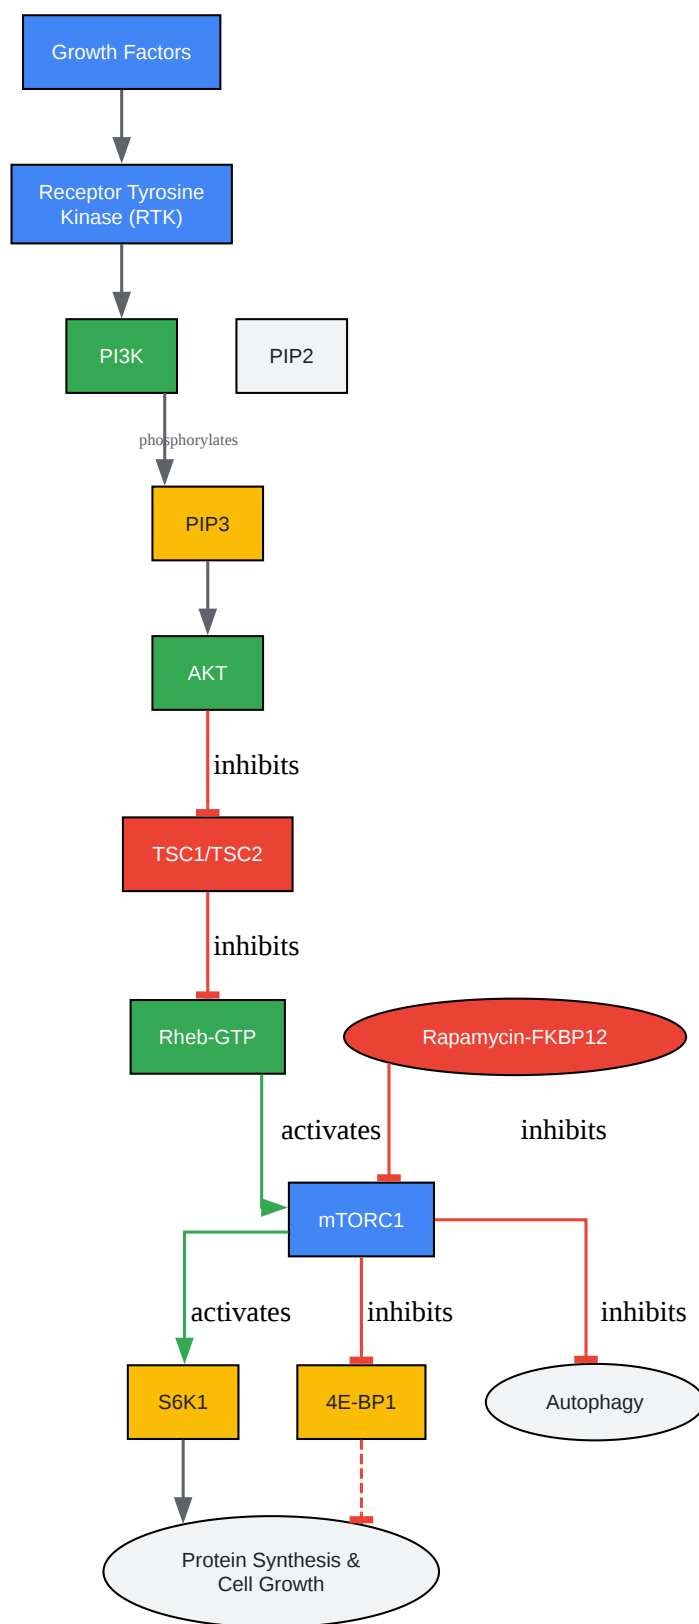 Growth Factors
Receptor Tyrosine
Kinase (RTK)
PI3K
PIP2
phosphorylates
PIP3
AKT
inhibits
TSC1/TSC2
inhibits
Rheb-GTP
Rapamycin-FKBP12
activates
inhibits
mTORC1
activates
inhibits
inhibits
S6K1
4E-BP1
Autophagy
Protein Synthesis &
Cell Growth